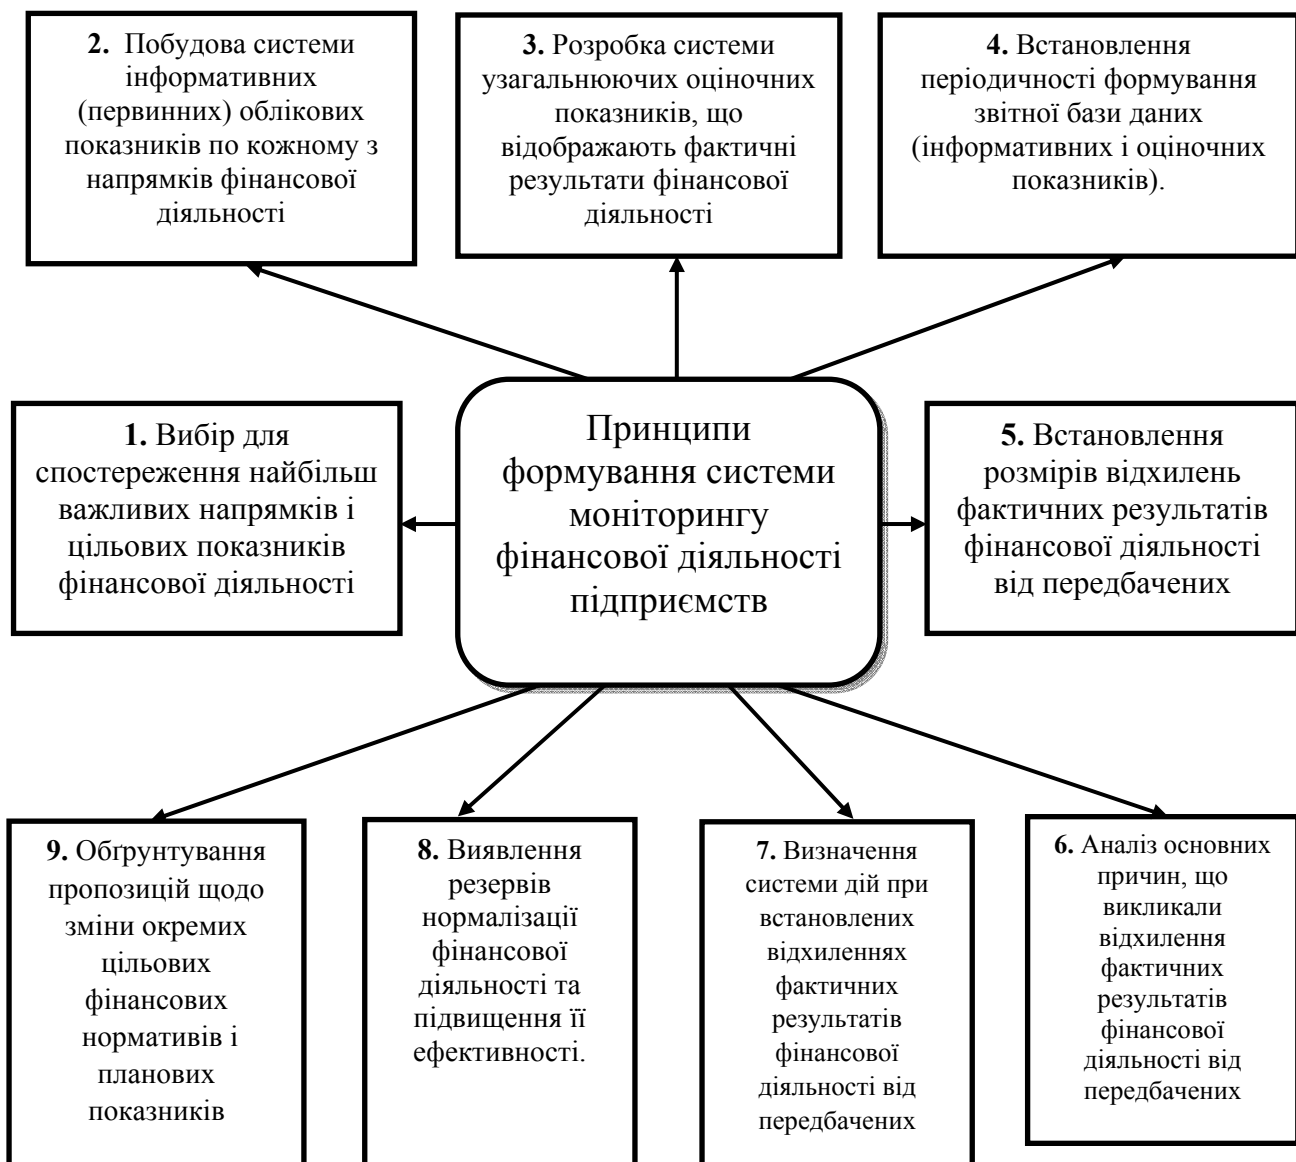 2. Побудова системи
інформативних
(первинних) облікових
показників по кожному з
напрямків фінансової
діяльності
3. Розробка системи
узагальнюючих оціночних
показників, що
відображають фактичні
результати фінансової
діяльності
4. Встановлення
періодичності формування
звітної бази даних
(інформативних і оціночних
показників).
1. Вибір для
спостереження найбільш
важливих напрямків і
цільових показників
фінансової діяльності
Принципи
формування системи
моніторингу
фінансової діяльності
підприємств
5. Встановлення
розмірів відхилень
фактичних результатів
фінансової діяльності
від передбачених
9. Обґрунтування
пропозицій щодо
зміни окремих
цільових
фінансових
нормативів і
планових
показників
8. Виявлення
резервів
нормалізації
фінансової
діяльності та
підвищення її
ефективності.
7. Визначення
системи дій при
встановлених
відхиленнях
фактичних
результатів
фінансової
діяльності від
передбачених
6. Аналіз основних
причин, що
викликали
відхилення
фактичних
результатів
фінансової
діяльності від
передбачених